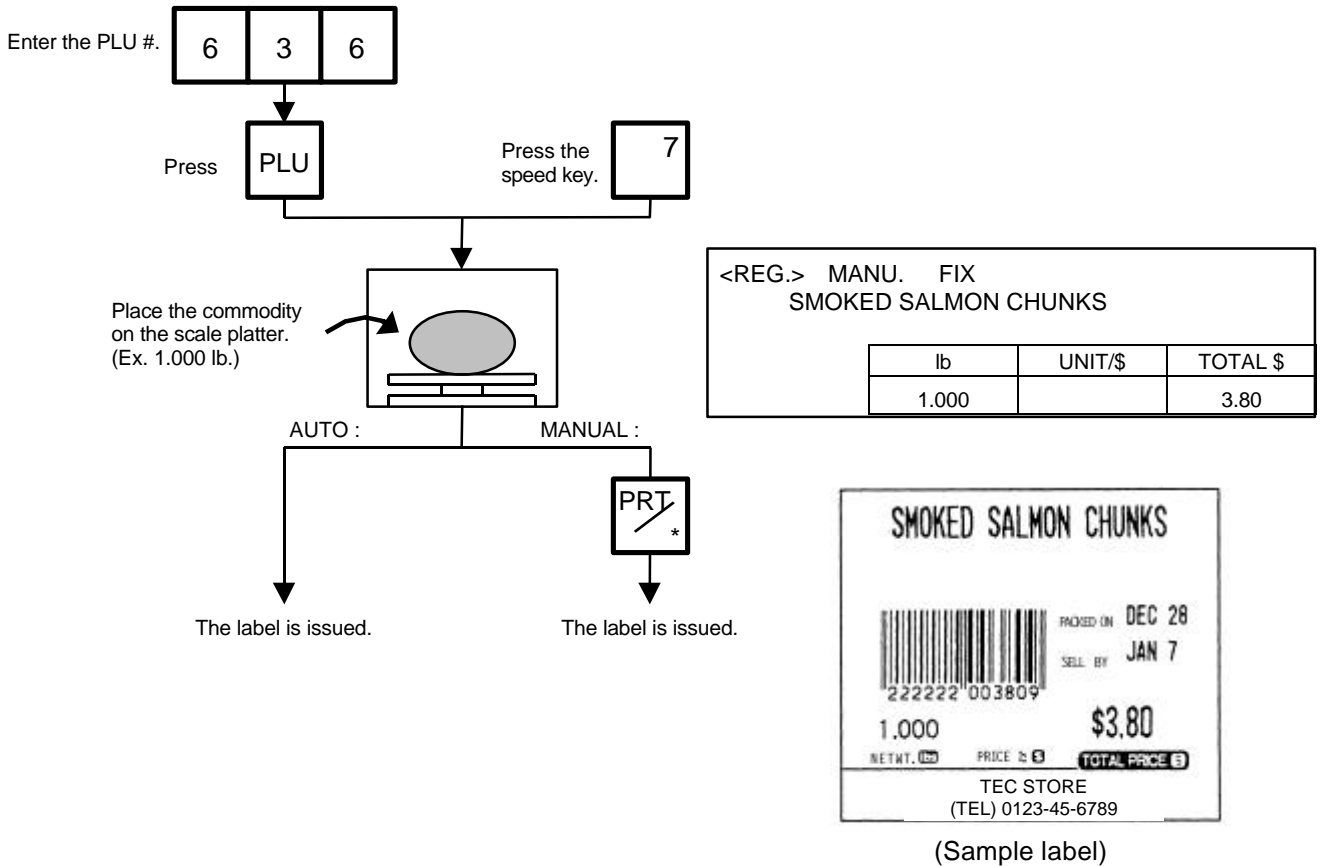 Enter the PLU #.
6 3 6
Press
PLU
Press the
speed key.
7
Place the commodity
on the scale platter.
(Ex. 1.000 lb.)
AUTO :
MANUAL :
PRT
*
The label is issued.
The label is issued.
<REG.> MANU. FIX
SMOKED SALMON CHUNKS
lb UNIT/$ TOTAL $
1.000 3.80
SMOKED SALMON CHUNKS
PACKED ON DEC 28
SELL BY JAN 7
222222 003809
1.000 $3.80
NETWT. lbs PRICE $ TOTAL PRICE $
TEC STORE
(TEL) 0123-45-6789
(Sample label)